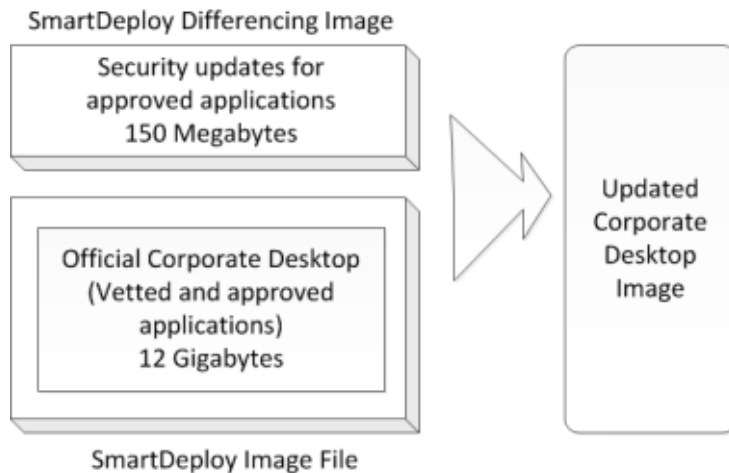 SmartDeploy Differencing Image
Security updates for
approved applications
150 Megabytes
Official Corporate Desktop
(Vetted and approved
applications)
12 Gigabytes
SmartDeploy Image File
Updated
Corporate
Desktop
Image